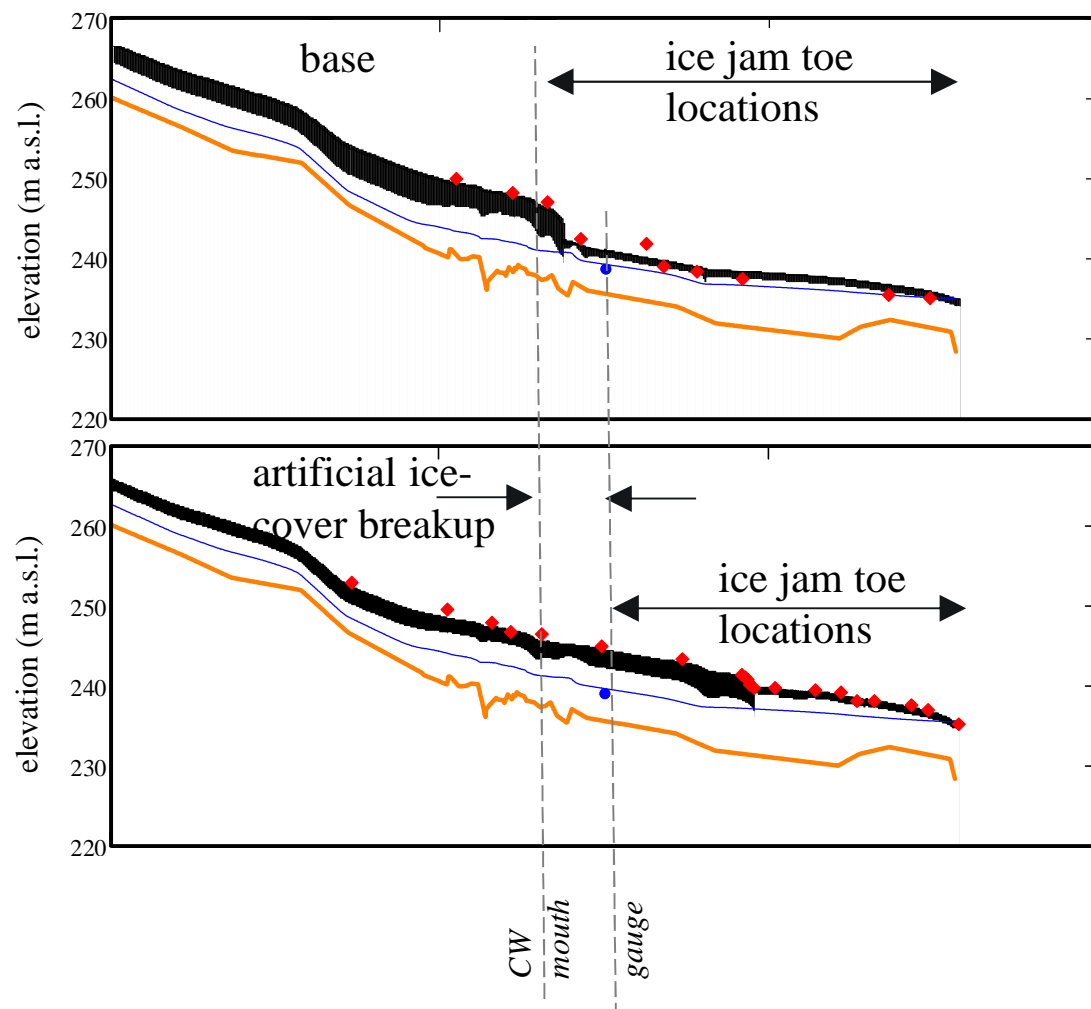 270
260
250
240
230
220
elevation (m a.s.l.)
base
ice jam toe
locations
270
260
250
240
230
220
elevation (m a.s.l.)
artificial ice-
cover breakup
ice jam toe
locations
CW
mouth
gauge